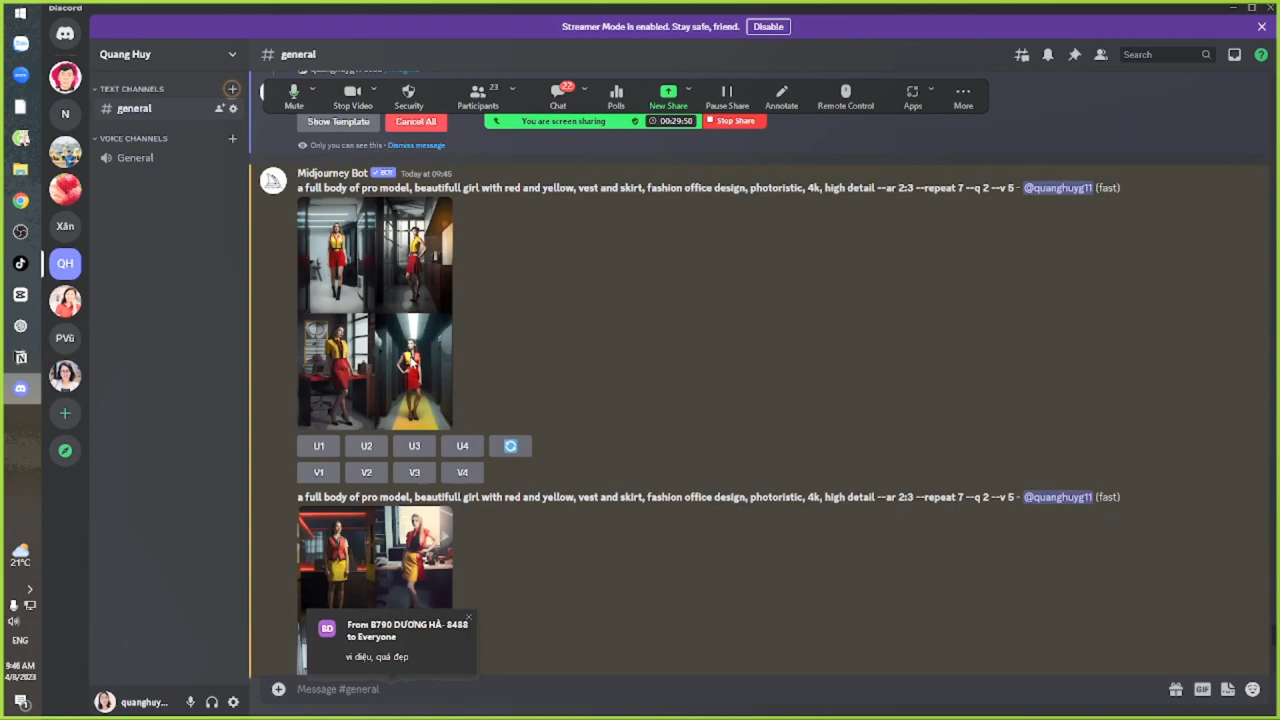 Discord
Streamer Mode is enabled. Stay safe, friend. Disable
Quang Huy
general
Search
TEXT CHANNELS
general
VOICE CHANNELS
General
Mute
Stop Video
Security
Participants 23
Chat 22
Polls
New Share
Pause Share
Annotate
Remote Control
Apps
More
You are screen sharing 00:29:50 Stop Share
Show Template Cancel All
Only you can see this · Dismiss message
Midjourney Bot BOT Today at 09:45
a full body of pro model, beautifull girl with red and yellow, vest and skirt, fashion office design, photoristic, 4k, high detail --ar 2:3 --repeat 7 --q 2 --v 5 - @quanghuyg11 (fast)
U1 U2 U3 U4
V1 V2 V3 V4
a full body of pro model, beautifull girl with red and yellow, vest and skirt, fashion office design, photoristic, 4k, high detail --ar 2:3 --repeat 7 --q 2 --v 5 - @quanghuyg11 (fast)
From B790 DƯƠNG HÀ- 8488
to Everyone
BD
vi diệu, quá đẹp
Message #general
GIF
quanghuy...
N
Xân
QH
PVũ
Zalo
21°C
ENG
9:46 AM
4/8/2023